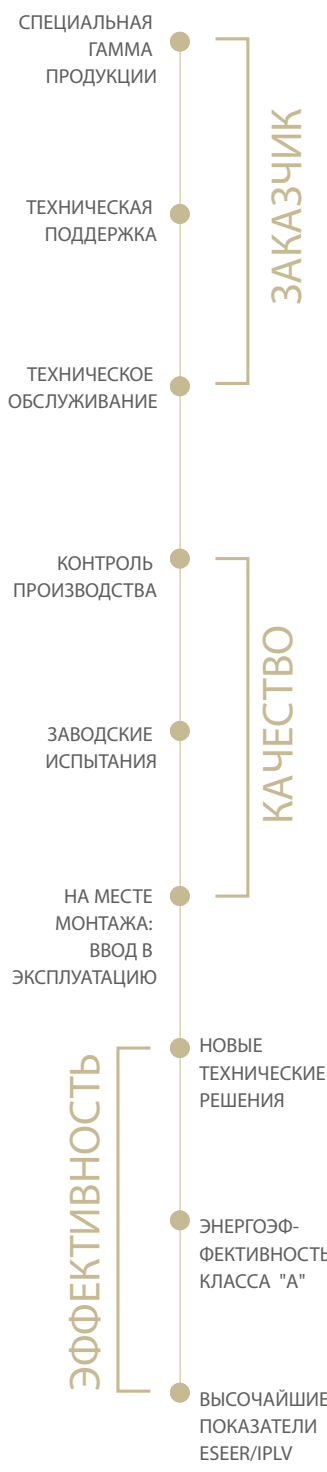 СПЕЦИАЛЬНАЯ
ГАММА
ПРОДУКЦИИ
ЗАКАЗЧИК
ТЕХНИЧЕСКАЯ
ПОДДЕРЖКА
ТЕХНИЧЕСКОЕ
ОБСЛУЖИВАНИЕ
КОНТРОЛЬ
ПРОИЗВОДСТВА
КАЧЕСТВО
ЗАВОДСКИЕ
ИСПЫТАНИЯ
НА МЕСТЕ
МОНТАЖА:
ВВОД В
ЭКСПЛУАТАЦИЮ
ЭФФЕКТИВНОСТЬ
НОВЫЕ
ТЕХНИЧЕСКИЕ
РЕШЕНИЯ
ЭНЕРГОЭФ-
ФЕКТИВНОСТЬ
КЛАССА "А"
ВЫСОЧАЙШИЕ
ПОКАЗАТЕЛИ
ESEER/IPLV